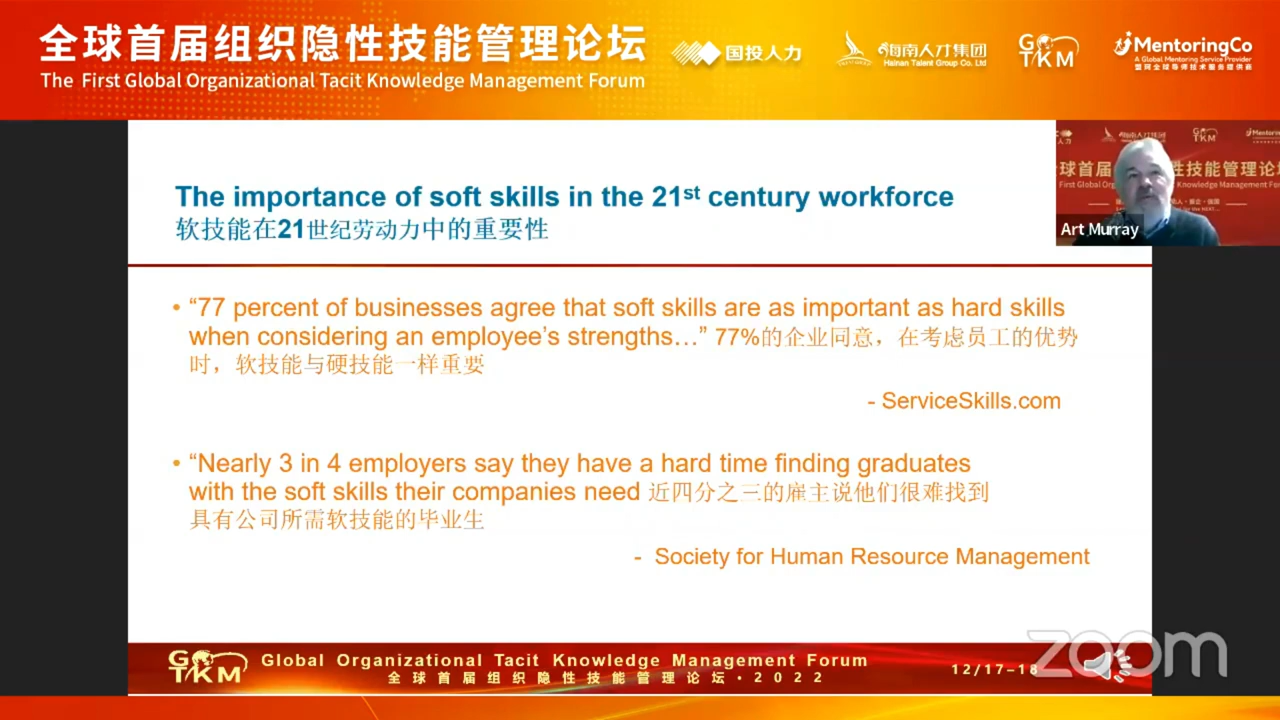 全球首届组织隐性技能管理论坛
The First Global Organizational Tacit Knowledge Management Forum
国投人力
海南人才集团
Hainan Talent Group Co. Ltd
GTKM
MentoringCo
A Global Mentoring Service Provider
Art Murray
The importance of soft skills in the 21st century workforce
软技能在21世纪劳动力中的重要性
• “77 percent of businesses agree that soft skills are as important as hard skills
when considering an employee’s strengths…” 77%的企业同意，在考虑员工的优势
时，软技能与硬技能一样重要
- ServiceSkills.com
• “Nearly 3 in 4 employers say they have a hard time finding graduates
with the soft skills their companies need 近四分之三的雇主说他们很难找到
具有公司所需软技能的毕业生
- Society for Human Resource Management
GTKM
Global Organizational Tacit Knowledge Management Forum
全球首届组织隐性技能管理论坛·2022
12/17-18
zoom